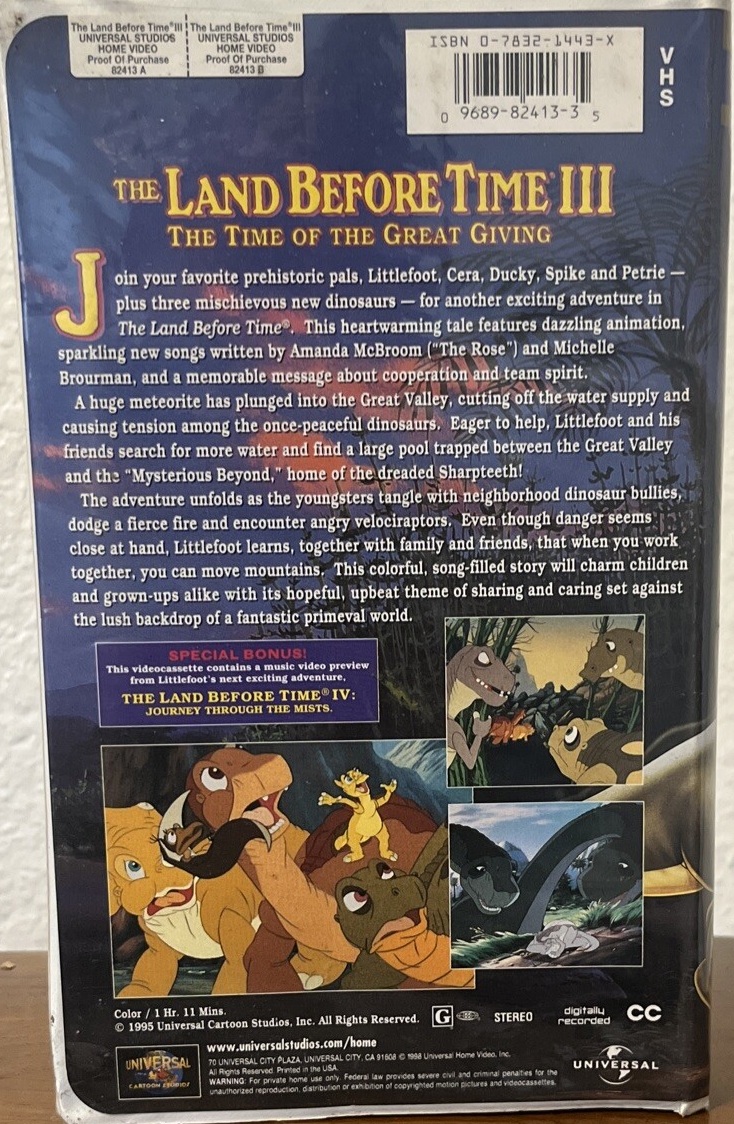 The Land Before Time® III
UNIVERSAL STUDIOS
HOME VIDEO
Proof Of Purchase
82413 A
The Land Before Time® III
UNIVERSAL STUDIOS
HOME VIDEO
Proof Of Purchase
82413 B
ISBN 0-7832-1443-X
0 9689-82413-3 5
VHS
THE LAND BEFORE TIME® III
THE TIME OF THE GREAT GIVING
Join your favorite prehistoric pals, Littlefoot, Cera, Ducky, Spike and Petrie —
plus three mischievous new dinosaurs — for another exciting adventure in
The Land Before Time®. This heartwarming tale features dazzling animation,
sparkling new songs written by Amanda McBroom ("The Rose") and Michelle
Brourman, and a memorable message about cooperation and team spirit.
A huge meteorite has plunged into the Great Valley, cutting off the water supply and
causing tension among the once-peaceful dinosaurs. Eager to help, Littlefoot and his
friends search for more water and find a large pool trapped between the Great Valley
and the "Mysterious Beyond," home of the dreaded Sharpteeth!
The adventure unfolds as the youngsters tangle with neighborhood dinosaur bullies,
dodge a fierce fire and encounter angry velociraptors. Even though danger seems
close at hand, Littlefoot learns, together with family and friends, that when you work
together, you can move mountains. This colorful, song-filled story will charm children
and grown-ups alike with its hopeful, upbeat theme of sharing and caring set against
the lush backdrop of a fantastic primeval world.
SPECIAL BONUS!
This videocassette contains a music video preview
from Littlefoot's next exciting adventure,
THE LAND BEFORE TIME® IV:
JOURNEY THROUGH THE MISTS.
Color / 1 Hr. 11 Mins.
© 1995 Universal Cartoon Studios, Inc. All Rights Reserved.
G
STEREO
digitally
recorded
CC
www.universalstudios.com/home
70 UNIVERSAL CITY PLAZA, UNIVERSAL CITY, CA 91608 © 1998 Universal Home Video, Inc.
All Rights Reserved. Printed in the USA.
WARNING: For private home use only. Federal law provides severe civil and criminal penalties for the
unauthorized reproduction, distribution or exhibition of copyrighted motion pictures and videocassettes.
UNIVERSAL
CARTOON STUDIOS
UNIVERSAL